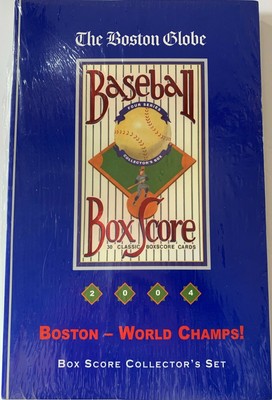 The Boston Globe
Baseball
FOUR SERIES
COLLECTOR'S BOX
BoxScore
30 CLASSIC BOXSCORE CARDS
2 0 0 4
BOSTON – WORLD CHAMPS!
BOX SCORE COLLECTOR'S SET